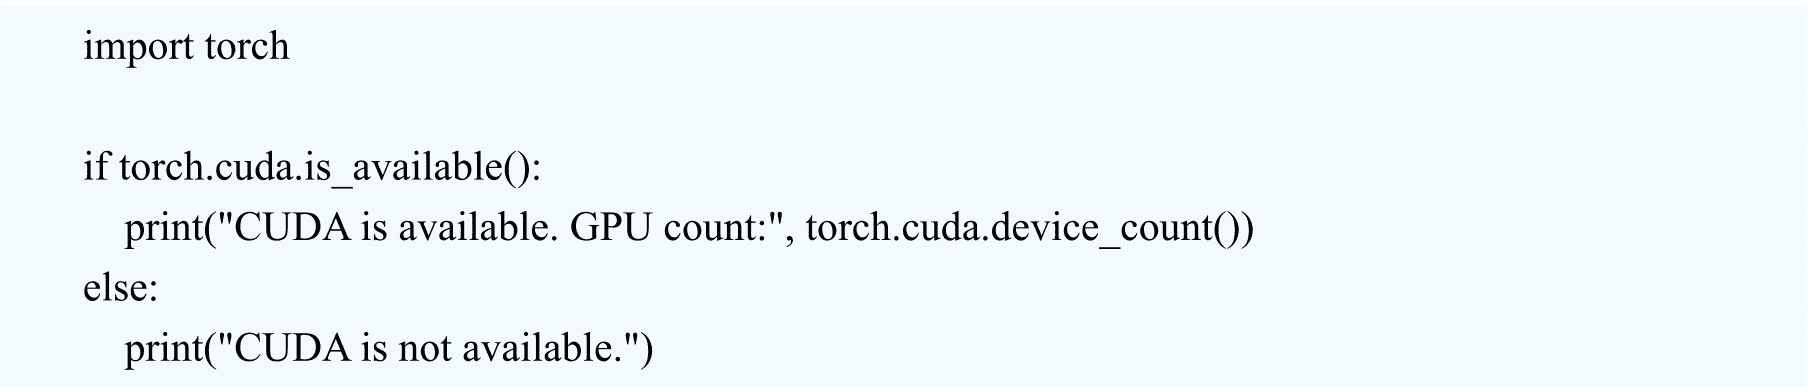 import torch

if torch.cuda.is_available():
    print("CUDA is available. GPU count:", torch.cuda.device_count())
else:
    print("CUDA is not available.")